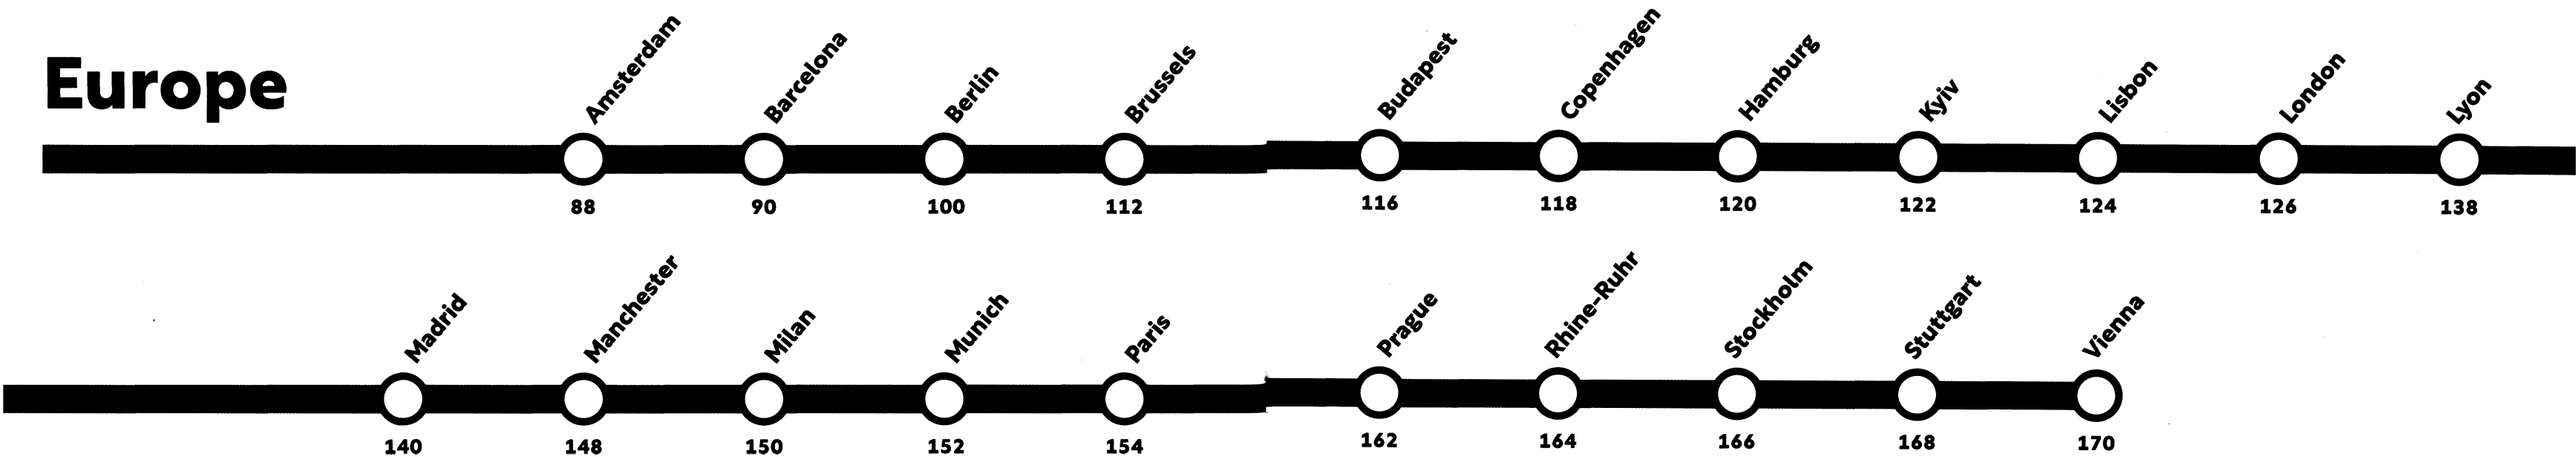 Europe
Amsterdam
Barcelona
Berlin
Brussels
Budapest
Copenhagen
Hamburg
Kyiv
Lisbon
London
Lyon
88
90
100
112
116
118
120
122
124
126
138
Madrid
Manchester
Milan
Munich
Paris
Prague
Rhine-Ruhr
Stockholm
Stuttgart
Vienna
140
148
150
152
154
162
164
166
168
170